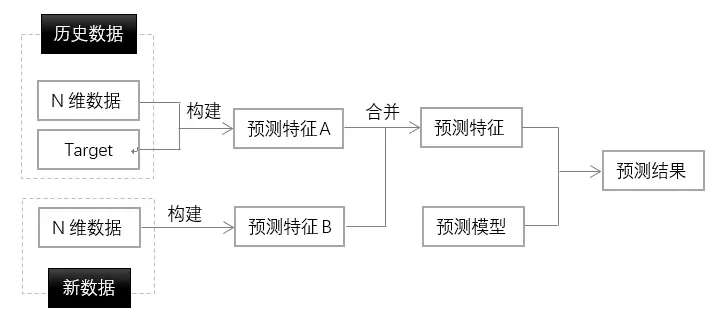 历史数据
N 维数据
构建
预测特征 A
合并
预测特征
Target
预测结果
N 维数据
构建
预测特征 B
预测模型
新数据